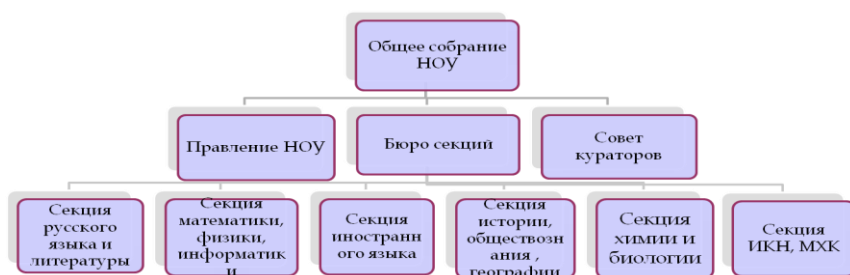 Общее собрание
НОУ
Правление НОУ
Бюро секций
Совет
кураторов
Секция
русского
языка и
литературы
Секция
математики,
физики,
информатик
и
Секция
иностранн
ого языка
Секция
истории,
обществозн
ания ,
географии
Секция
химии и
биологии
Секция
ИКН, МХК